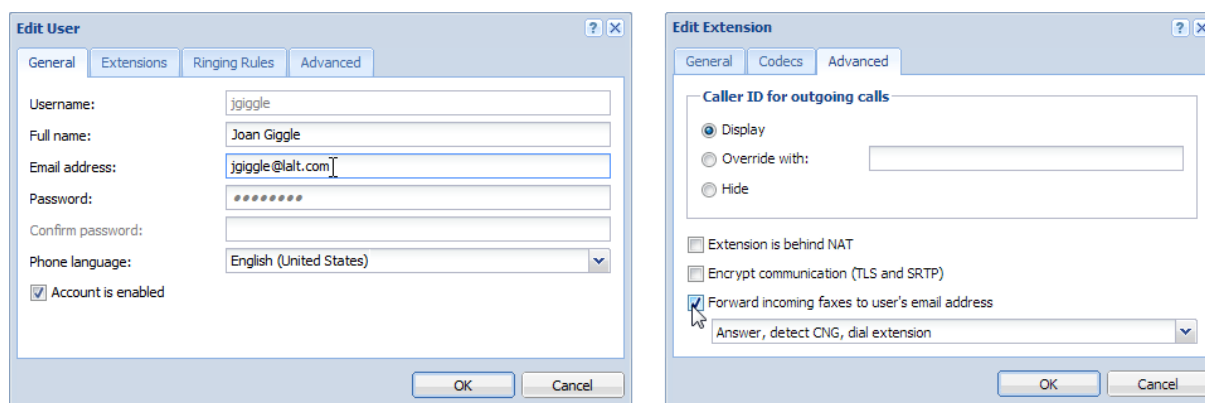 Edit User
General Extensions Ringing Rules Advanced
Username: jgiggle
Full name: Joan Giggle
Email address: jgiggle@lalt.com
Password: ••••••••
Confirm password:
Phone language: English (United States)
Account is enabled
OK Cancel
Edit Extension
General Codecs Advanced
Caller ID for outgoing calls
Display
Override with:
Hide
Extension is behind NAT
Encrypt communication (TLS and SRTP)
Forward incoming faxes to user's email address
Answer, detect CNG, dial extension
OK Cancel